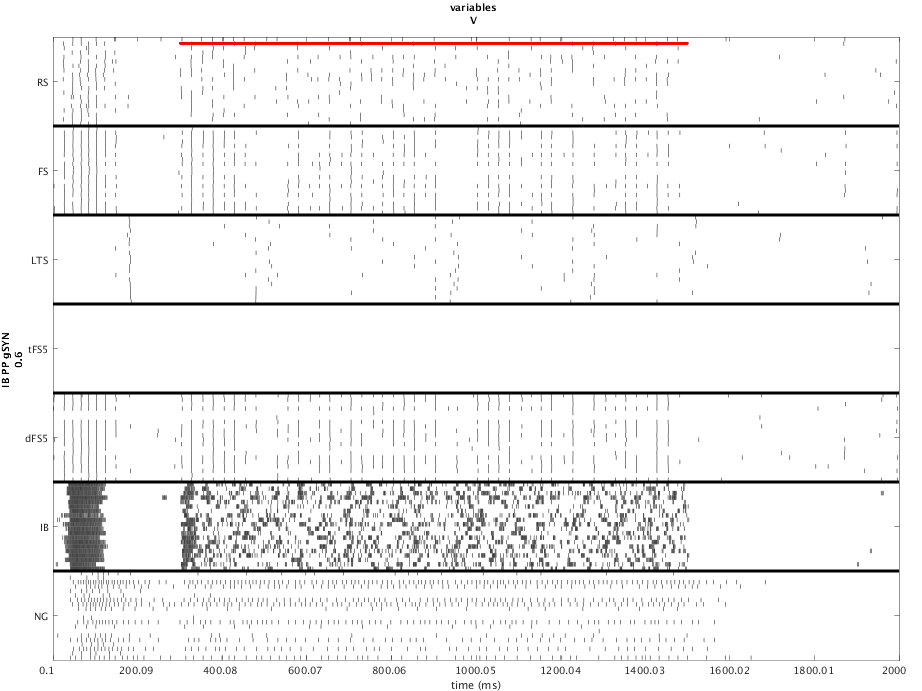 variables
V
RS
FS
LTS
tFS5
dFS5
IB
NG
IB PP gSYN
0.6
0.1 200.09 400.08 600.07 800.06 1000.05 1200.04 1400.03 1600.02 1800.01 2000
time (ms)